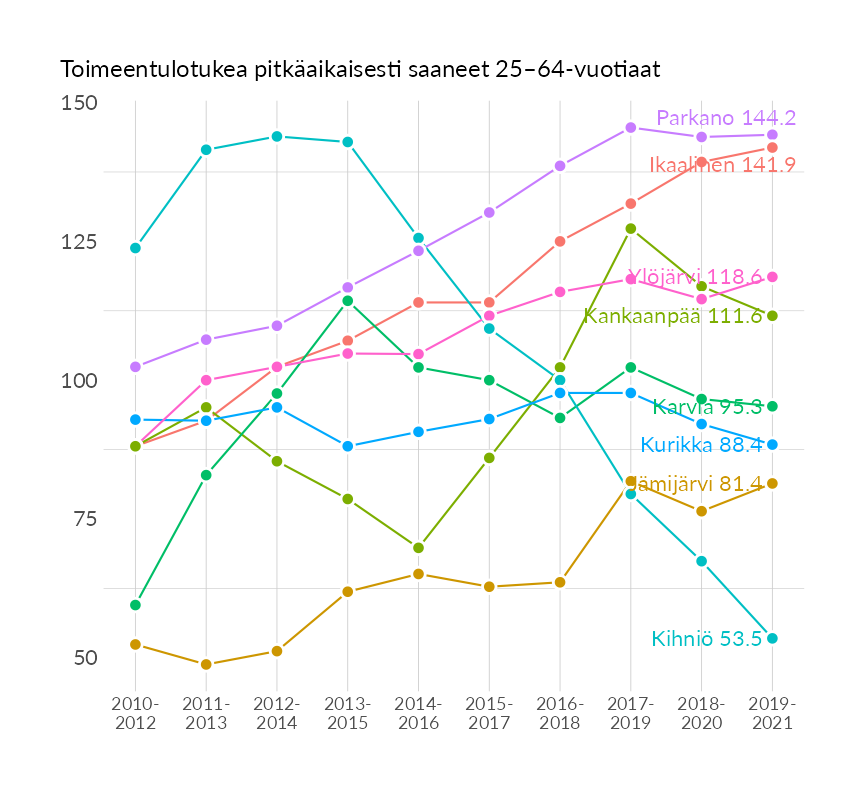 Toimeentulotukea pitkäaikaisesti saaneet 25–64-vuotiaat
150
Parkano 144.2
Ikaalinen 141.9
125
Ylöjärvi 118.6
Kankaanpää 111.6
100
Karvia 95.3
Kurikka 88.4
Jämijärvi 81.4
75
Kihniö 53.5
50
2010- 2011- 2012- 2013- 2014- 2015- 2016- 2017- 2018- 2019-
2012 2013 2014 2015 2016 2017 2018 2019 2020 2021